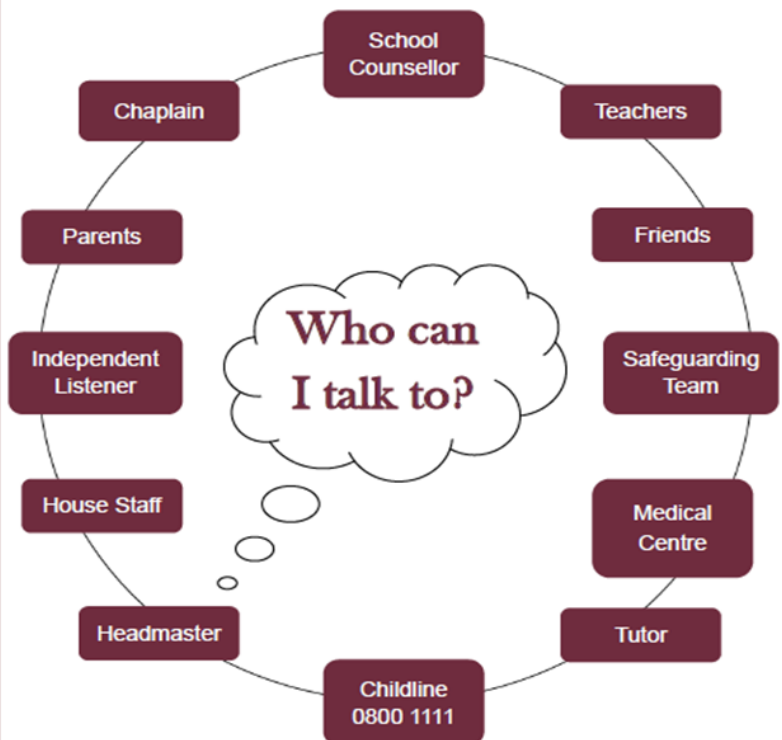 School
Counsellor
Teachers
Friends
Safeguarding
Team
Medical
Centre
Tutor
Childline
0800 1111
Headmaster
House Staff
Independent
Listener
Parents
Chaplain
Who can
I talk to?